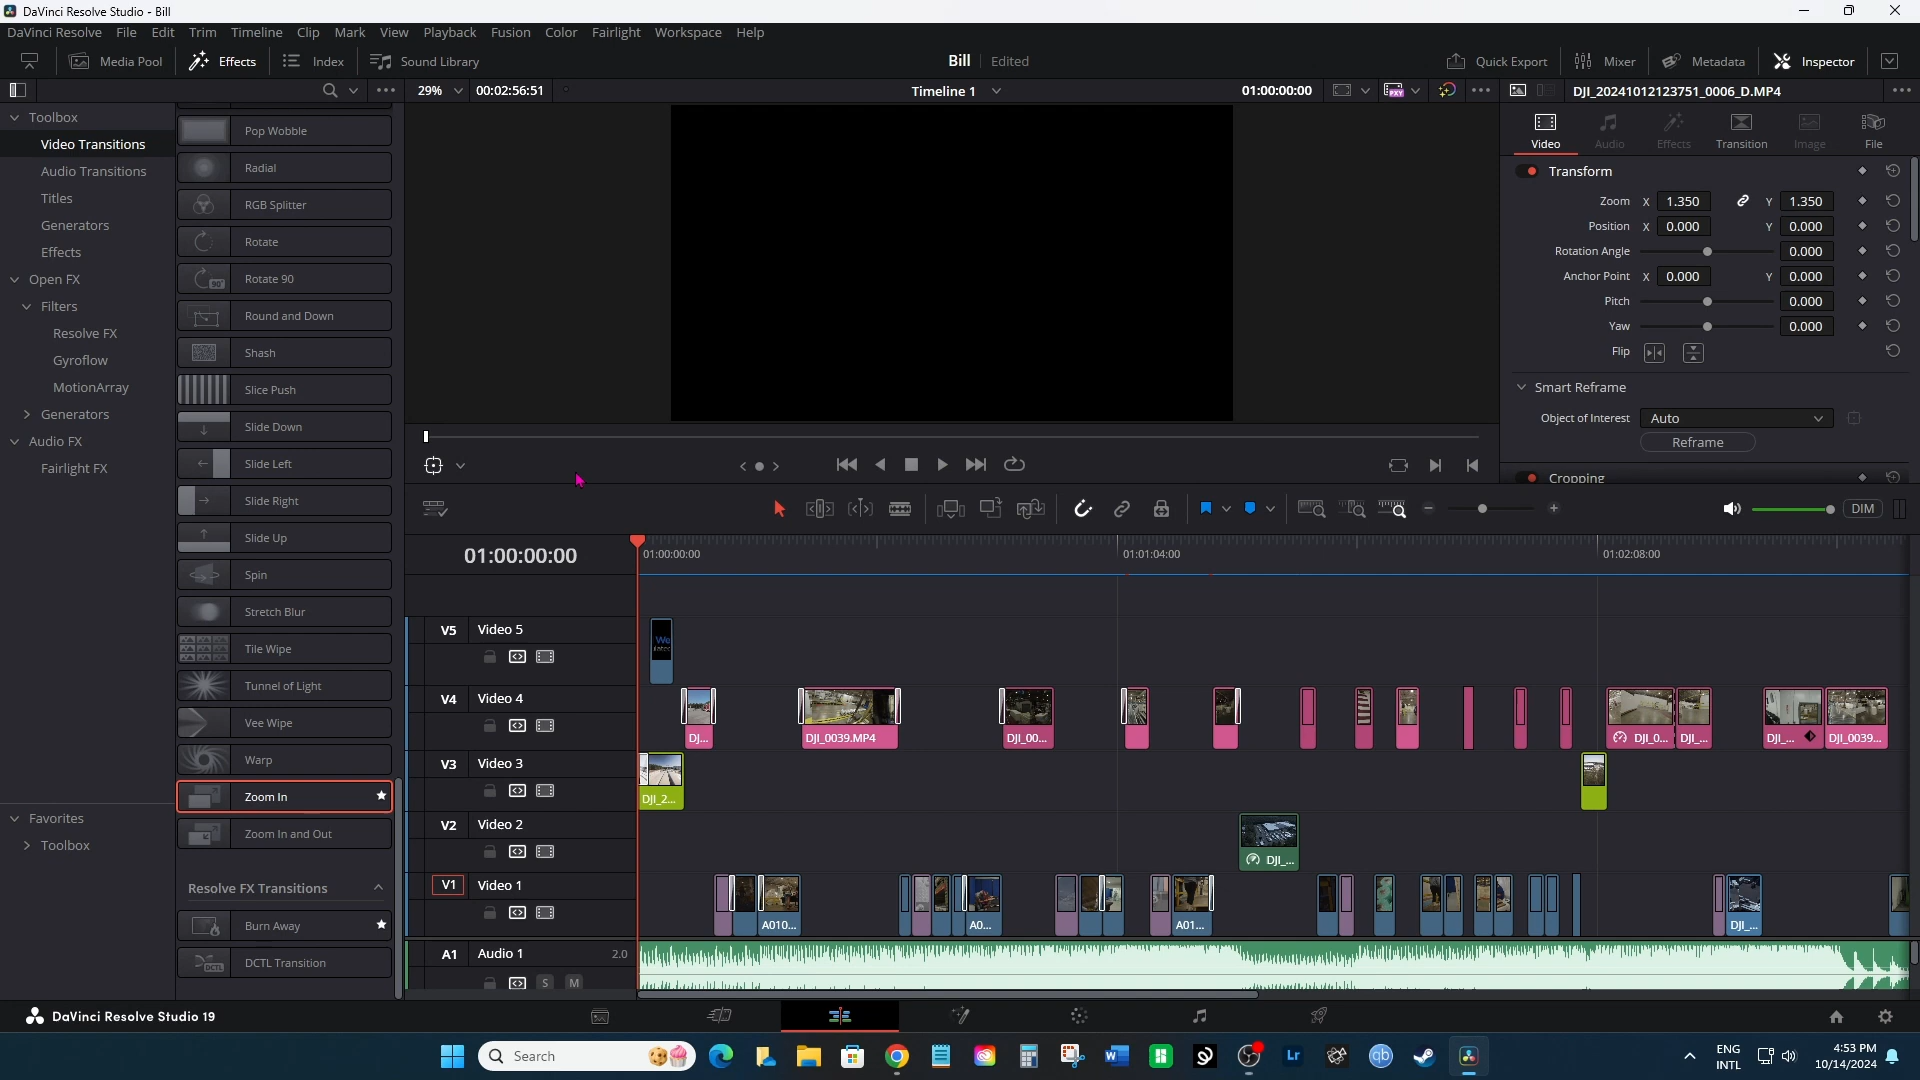 DaVinci Resolve Studio - Bill
DaVinci Resolve File Edit Trim Timeline Clip Mark View Playback Fusion Color Fairlight Workspace Help
Media Pool Effects Index Sound Library Bill Edited Quick Export Mixer Metadata Inspector
29% 00:02:56:51 Timeline 1 01:00:00:00 PXY DJI_20241012123751_0006_D.MP4
Toolbox
Video Transitions
Audio Transitions
Titles
Generators
Effects
Open FX
Filters
Resolve FX
Gyroflow
MotionArray
Generators
Audio FX
Fairlight FX
Favorites
Toolbox
Pop Wobble
Radial
RGB Splitter
Rotate
90° Rotate 90
Round and Down
Shash
Slice Push
Slide Down
Slide Left
Slide Right
Slide Up
Spin
Stretch Blur
Tile Wipe
Tunnel of Light
Vee Wipe
Warp
Zoom In
Zoom In and Out
Resolve FX Transitions
Burn Away
DCTL DCTL Transition
Video Audio Effects Transition Image File
Transform
Zoom X 1.350 Y 1.350
Position X 0.000 Y 0.000
Rotation Angle 0.000
Anchor Point X 0.000 Y 0.000
Pitch 0.000
Yaw 0.000
Flip
Smart Reframe
Object of Interest Auto
Reframe
Cropping
DIM
01:00:00:00 01:00:00:00 01:01:04:00 01:02:08:00
V5 Video 5 We
V4 Video 4
DJ... DJI_0039.MP4 DJI_00... DJI_0... DJI_... DJI_... DJI_0039...
V3 Video 3
DJI_2...
V2 Video 2
DJI_...
V1 Video 1
A010... A0... A01... DJI_...
A1 Audio 1 2.0
S M
DaVinci Resolve Studio 19
Search W Lr qb ENG INTL 4:53 PM 10/14/2024